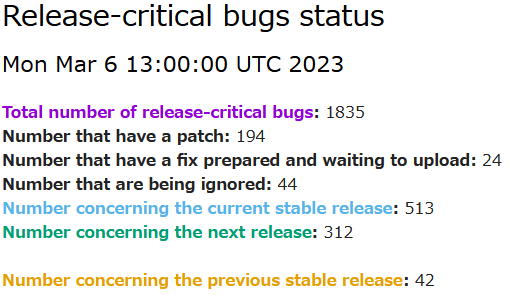 Release-critical bugs status
Mon Mar 6 13:00:00 UTC 2023
Total number of release-critical bugs: 1835
Number that have a patch: 194
Number that have a fix prepared and waiting to upload: 24
Number that are being ignored: 44
Number concerning the current stable release: 513
Number concerning the next release: 312
Number concerning the previous stable release: 42